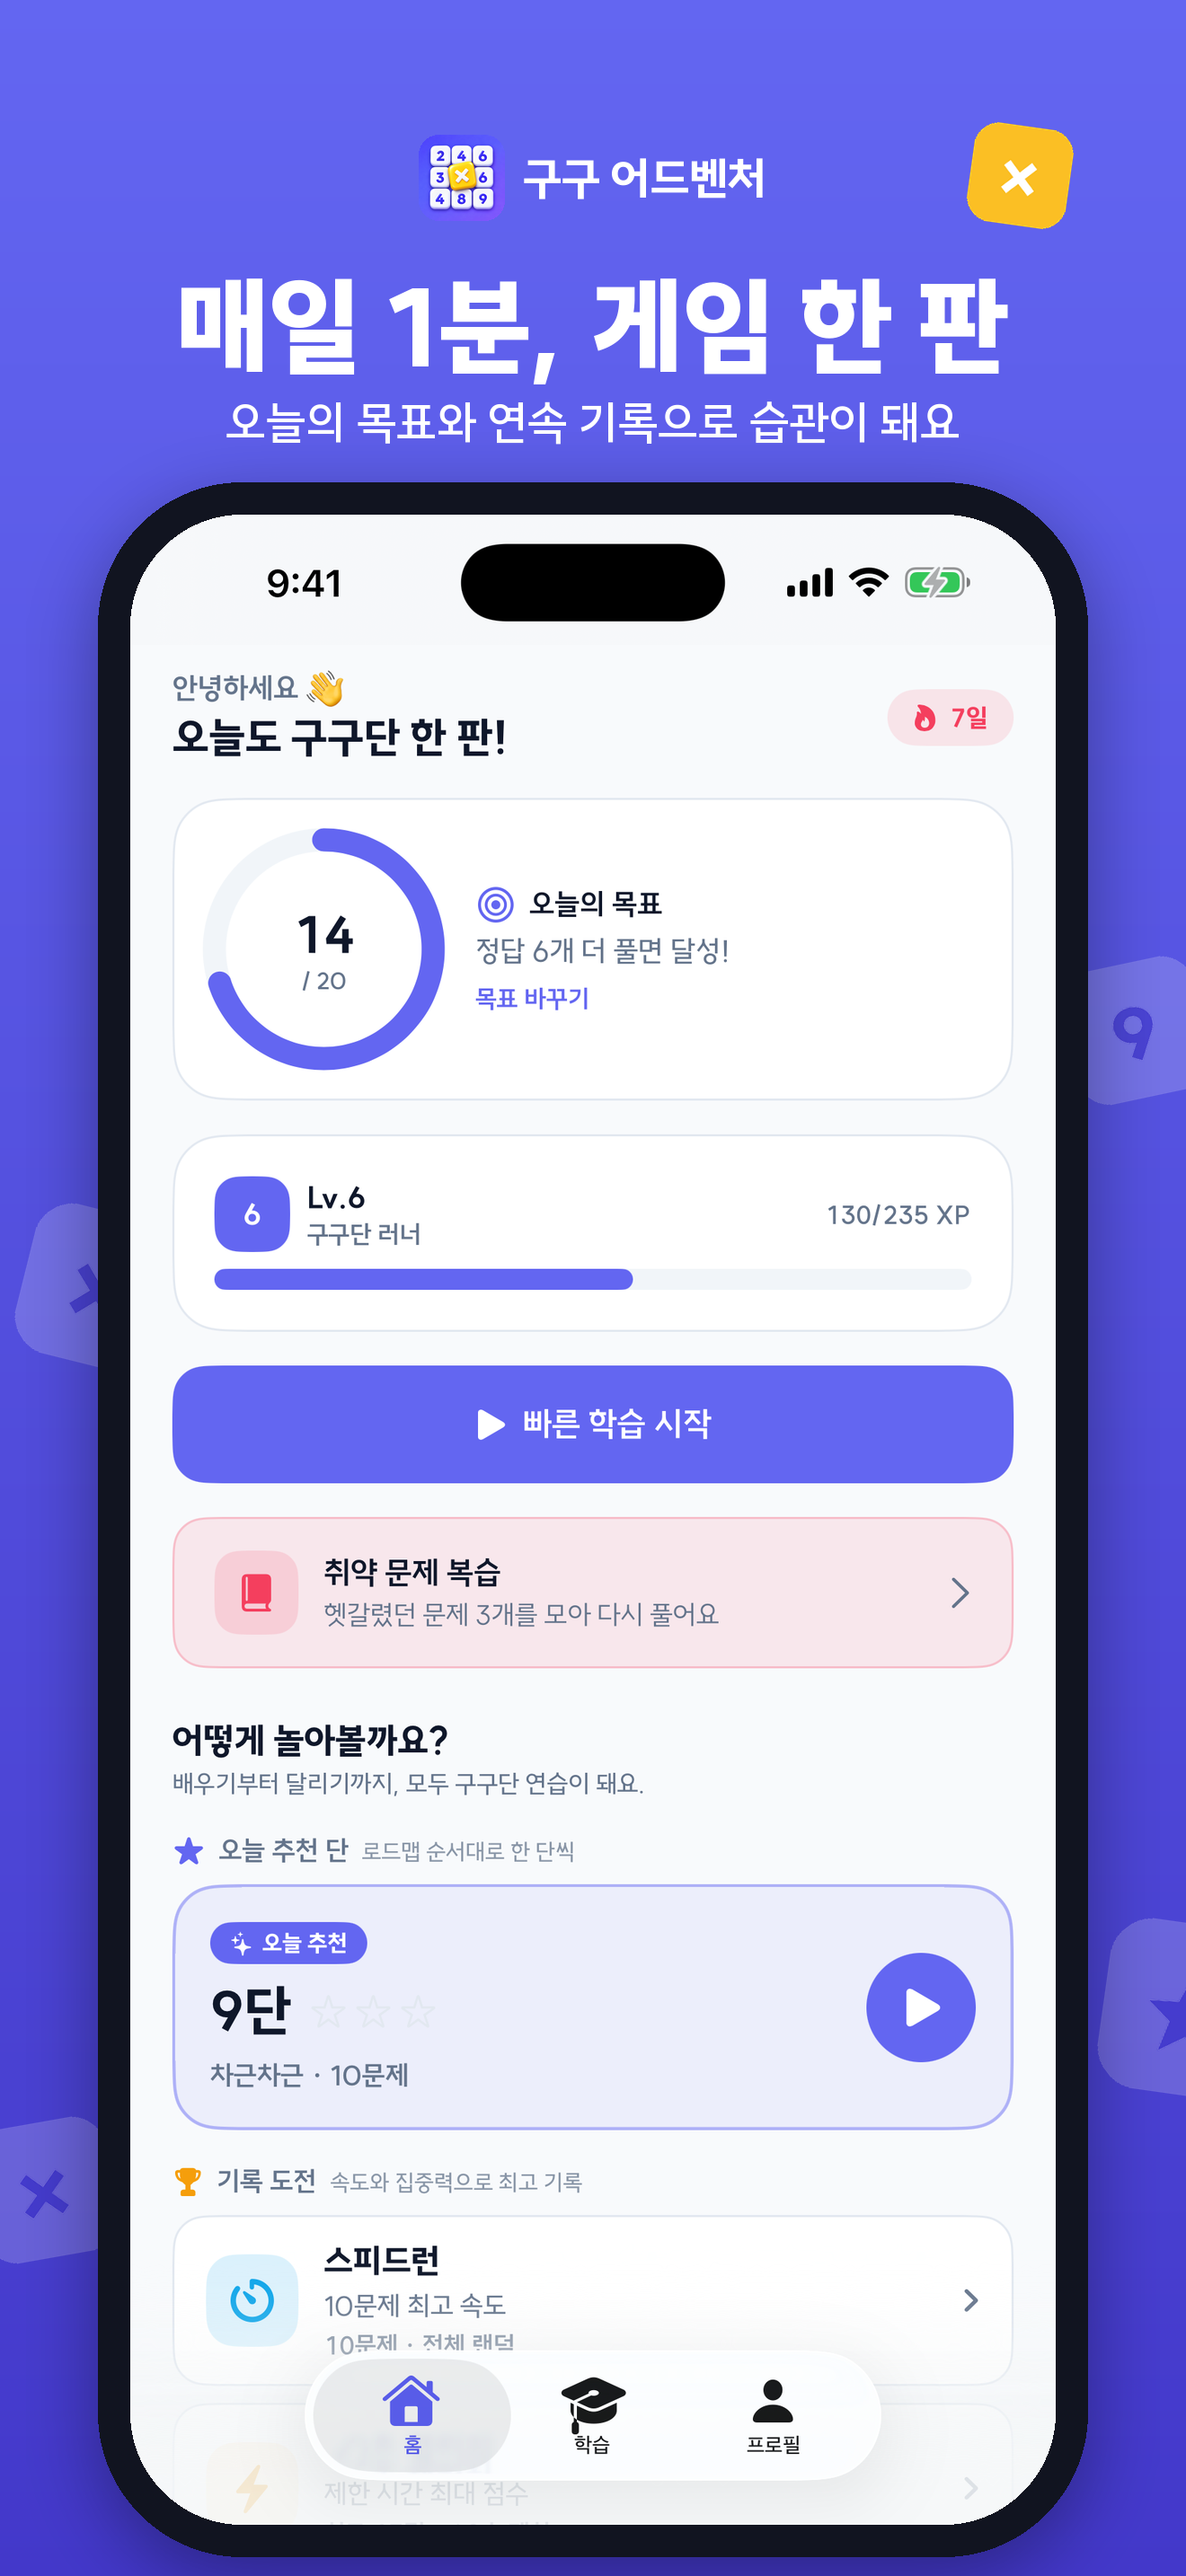 2 4 6
3 × 6
4 8 9
구구 어드벤처
×
매일 1분, 게임 한 판
오늘의 목표와 연속 기록으로 습관이 돼요
9:41
안녕하세요 👋
오늘도 구구단 한 판!
7일
14
/ 20
오늘의 목표
정답 6개 더 풀면 달성!
목표 바꾸기
9
6
Lv.6
구구단 러너
130/235 XP
빠른 학습 시작
취약 문제 복습
헷갈렸던 문제 3개를 모아 다시 풀어요
어떻게 놀아볼까요?
배우기부터 달리기까지, 모두 구구단 연습이 돼요.
오늘 추천 단 로드맵 순서대로 한 단씩
오늘 추천
9단
차근차근 · 10문제
×
기록 도전 속도와 집중력으로 최고 기록
스피드런
10문제 최고 속도
10문제 · 전체 랜덤
홈
학습
프로필
제한 시간 최대 점수